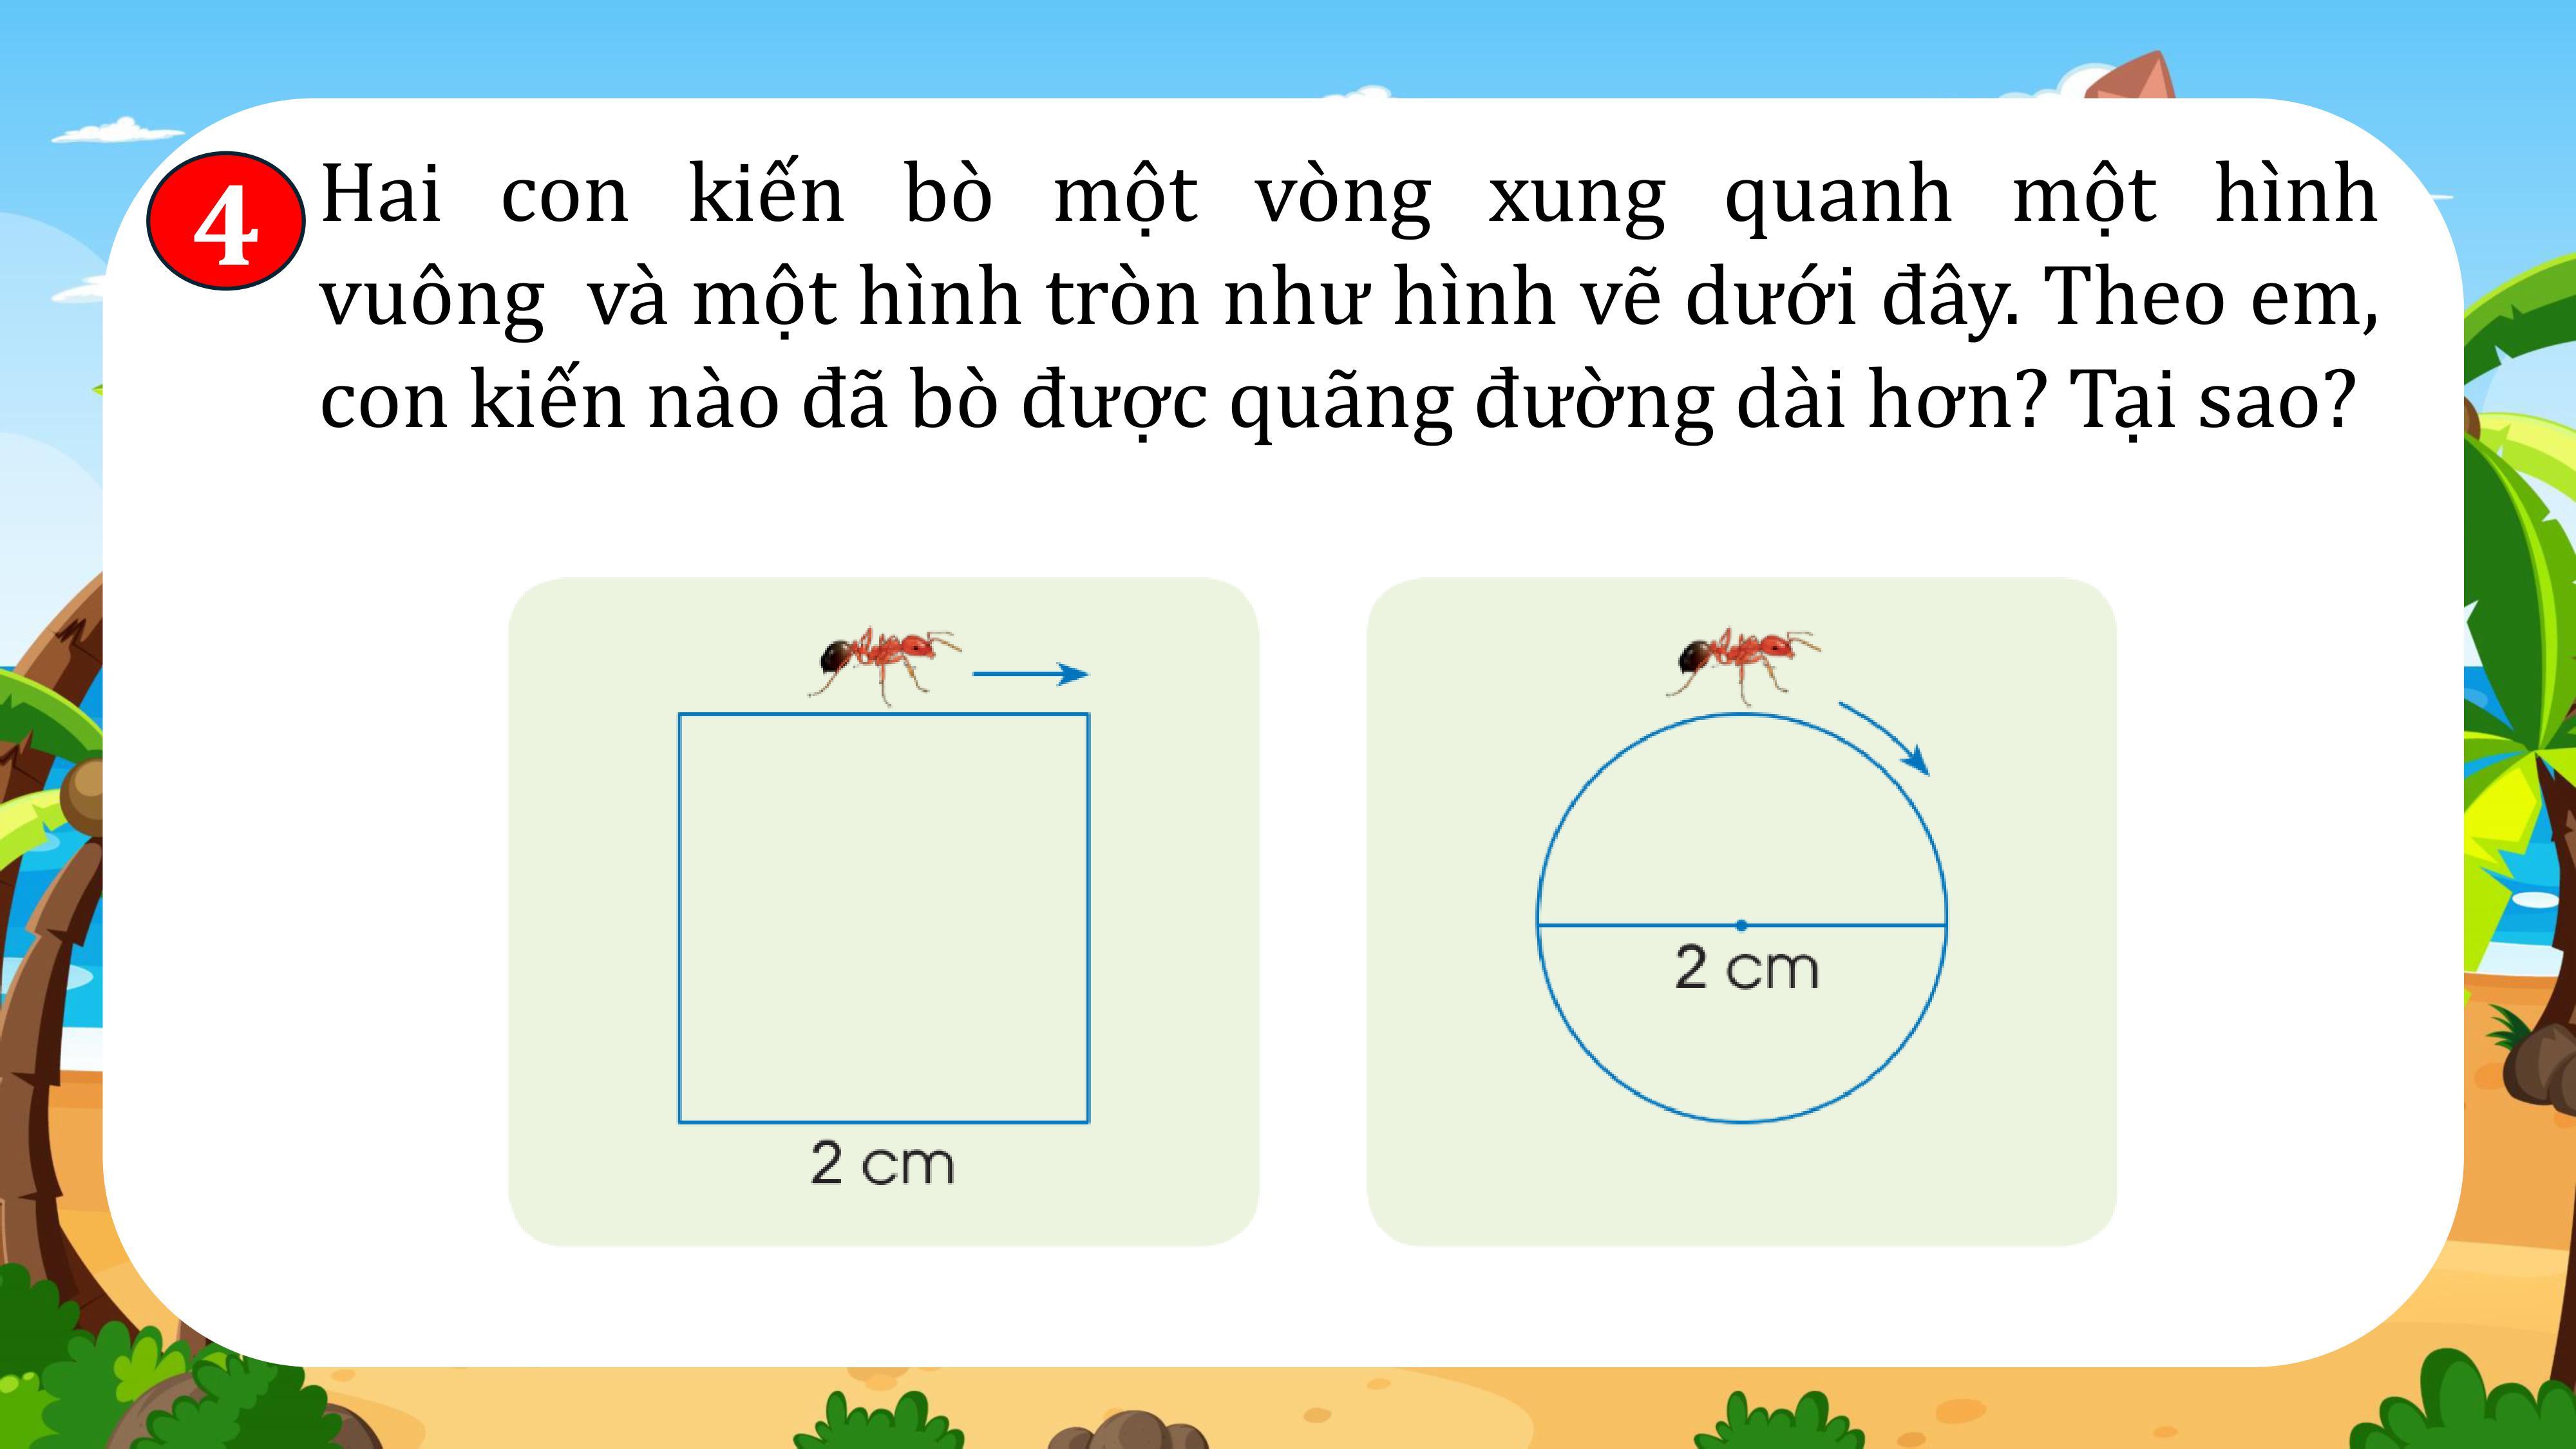 4
Hai con kiến bò một vòng xung quanh một hình
vuông và một hình tròn như hình vẽ dưới đây. Theo em,
con kiến nào đã bò được quãng đường dài hơn? Tại sao?
2 cm
2 cm